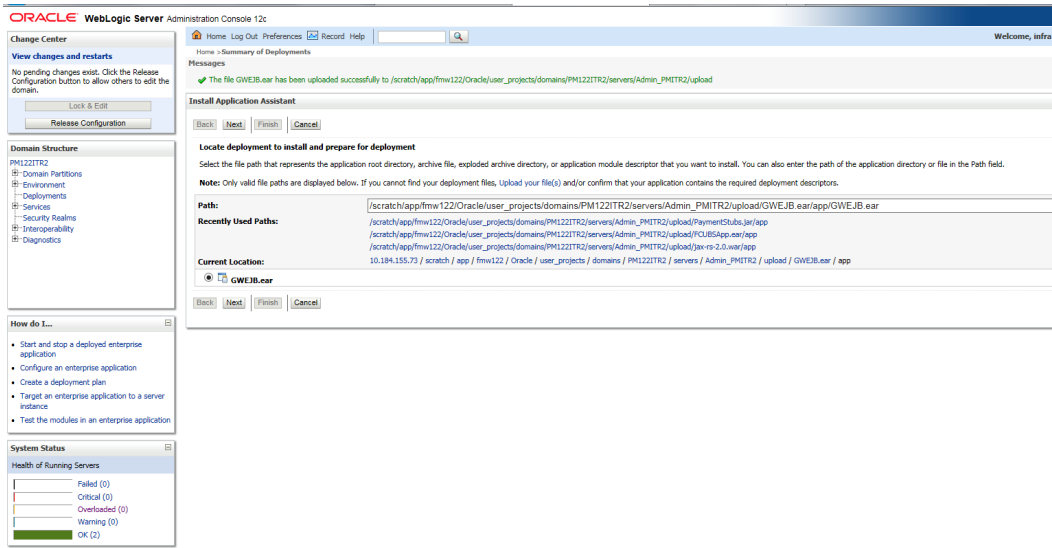 ORACLE WebLogic Server Administration Console 12c
Change Center
View changes and restarts
No pending changes exist. Click the Release
Configuration button to allow others to edit the
domain.
Lock & Edit
Release Configuration
Domain Structure
PM122ITR2
Domain Partitions
Environment
Deployments
Services
Security Realms
Interoperability
Diagnostics
How do I...
Start and stop a deployed enterprise
application
Configure an enterprise application
Create a deployment plan
Target an enterprise application to a server
instance
Test the modules in an enterprise application
System Status
Health of Running Servers
Failed (0)
Critical (0)
Overloaded (0)
Warning (0)
OK (2)
Home Log Out Preferences Record Help
Welcome, infra
Home >Summary of Deployments
Messages
The file GWEJB.ear has been uploaded successfully to /scratch/app/fmw122/Oracle/user_projects/domains/PM122ITR2/servers/Admin_PMITR2/upload
Install Application Assistant
Back Next Finish Cancel
Locate deployment to install and prepare for deployment
Select the file path that represents the application root directory, archive file, exploded archive directory, or application module descriptor that you want to install. You can also enter the path of the application directory or file in the Path field.
Note: Only valid file paths are displayed below. If you cannot find your deployment files, Upload your file(s) and/or confirm that your application contains the required deployment descriptors.
Path: /scratch/app/fmw122/Oracle/user_projects/domains/PM122ITR2/servers/Admin_PMITR2/upload/GWEJB.ear/app/GWEJB.ear
Recently Used Paths: /scratch/app/fmw122/Oracle/user_projects/domains/PM122ITR2/servers/Admin_PMITR2/upload/PaymentStubs.jar/app
/scratch/app/fmw122/Oracle/user_projects/domains/PM122ITR2/servers/Admin_PMITR2/upload/FCUBSApp.ear/app
/scratch/app/fmw122/Oracle/user_projects/domains/PM122ITR2/servers/Admin_PMITR2/upload/jax-rs-2.0.war/app
Current Location: 10.184.155.73 / scratch / app / fmw122 / Oracle / user_projects / domains / PM122ITR2 / servers / Admin_PMITR2 / upload / GWEJB.ear / app
GWEJB.ear
Back Next Finish Cancel